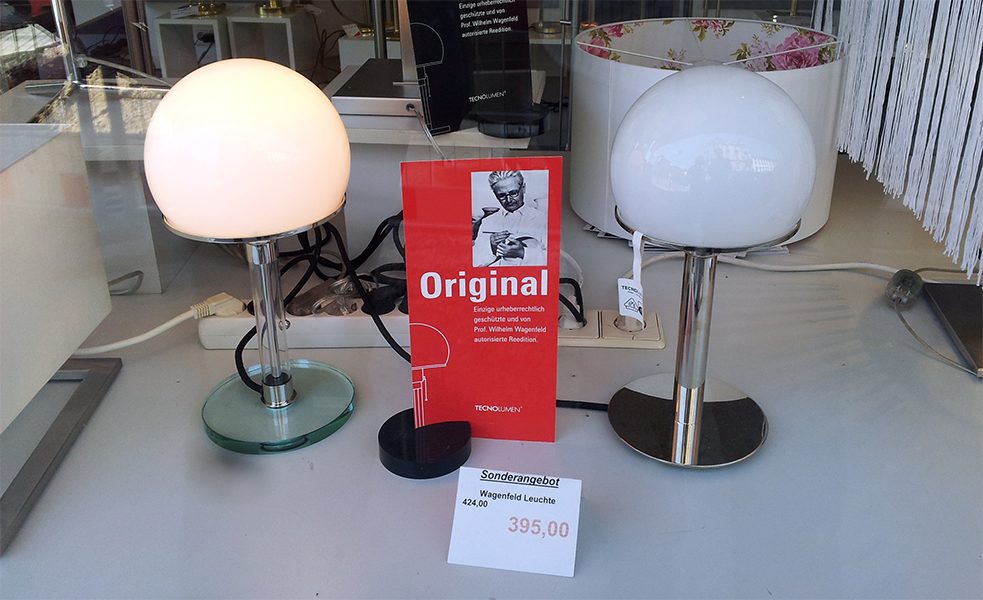 Einzige urheberrechtlich
geschützte und von
Prof. Wilhelm Wagenfeld
autorisierte Reedition.
TECNOLUMEN®
Original
Einzige urheberrechtlich
geschützte und von
Prof. Wilhelm Wagenfeld
autorisierte Reedition.
TECNOLUMEN®
TECNOLUMEN
Sonderangebot
Wagenfeld Leuchte
424,00
395,00